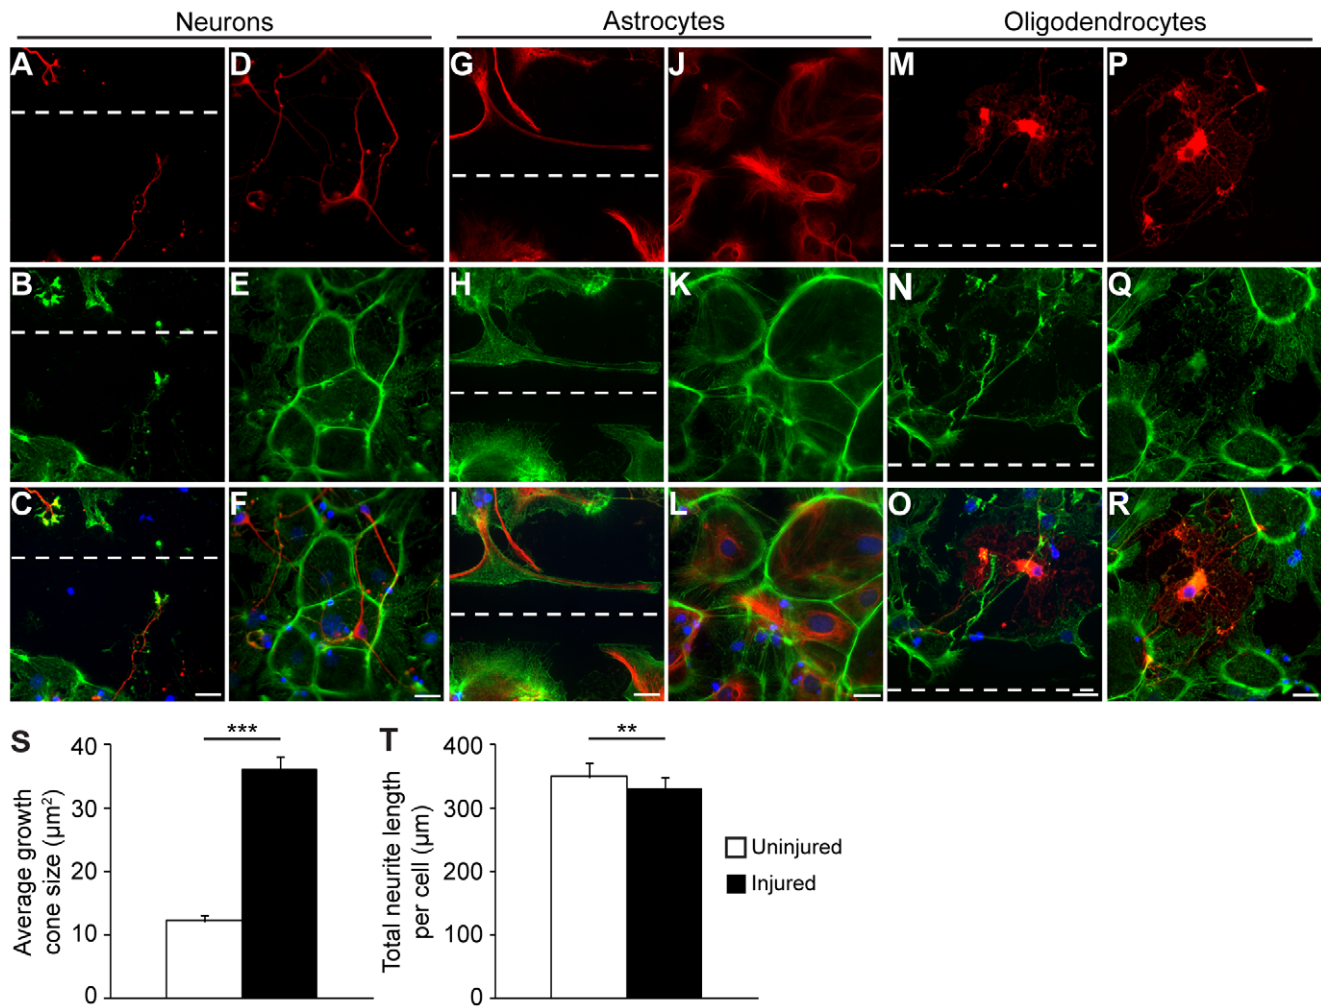 Neurons Astrocytes Oligodendrocytes
A D G J M P
B E H K N Q
C F I L O R
S T
*** **
40 400
30 300
20 200
10 100
0 0
Average growth
cone size (µm²)
Total neurite length
per cell (µm)
Uninjured
Injured